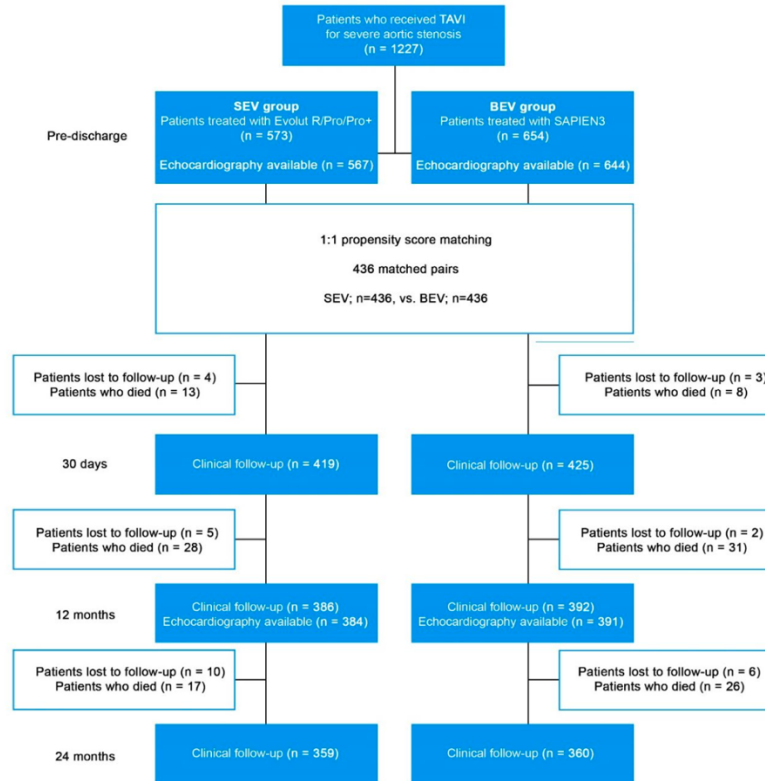 Patients who received TAVI
for severe aortic stenosis
(n = 1227)
Pre-discharge
SEV group
Patients treated with Evolut R/Pro/Pro+
(n = 573)
Echocardiography available (n = 567)
BEV group
Patients treated with SAPIEN3
(n = 654)
Echocardiography available (n = 644)
1:1 propensity score matching
436 matched pairs
SEV; n=436, vs. BEV; n=436
Patients lost to follow-up (n = 4)
Patients who died (n = 13)
Patients lost to follow-up (n = 3)
Patients who died (n = 8)
30 days
Clinical follow-up (n = 419)
Clinical follow-up (n = 425)
Patients lost to follow-up (n = 5)
Patients who died (n = 28)
Patients lost to follow-up (n = 2)
Patients who died (n = 31)
12 months
Clinical follow-up (n = 386)
Echocardiography available (n = 384)
Clinical follow-up (n = 392)
Echocardiography available (n = 391)
Patients lost to follow-up (n = 10)
Patients who died (n = 17)
Patients lost to follow-up (n = 6)
Patients who died (n = 26)
24 months
Clinical follow-up (n = 359)
Clinical follow-up (n = 360)